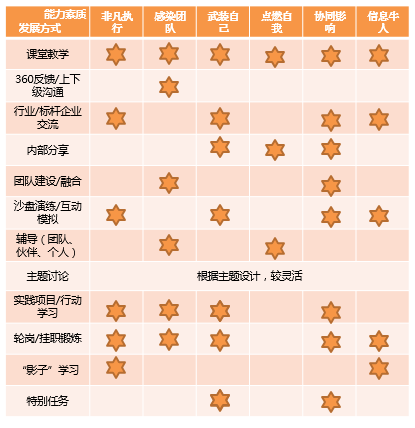 能力素质
发展方式
非凡执
行
感染团
队
武装自
己
点燃自
我
协同影
响
信息牛
人
课堂教学
360反馈/上下
级沟通
行业/标杆企业
交流
内部分享
团队建设/融合
沙盘演练/互动
模拟
辅导（团队、
伙伴、个人）
主题讨论
根据主题设计，较灵活
实践项目/行动
学习
轮岗/挂职锻炼
“影子”学习
特别任务